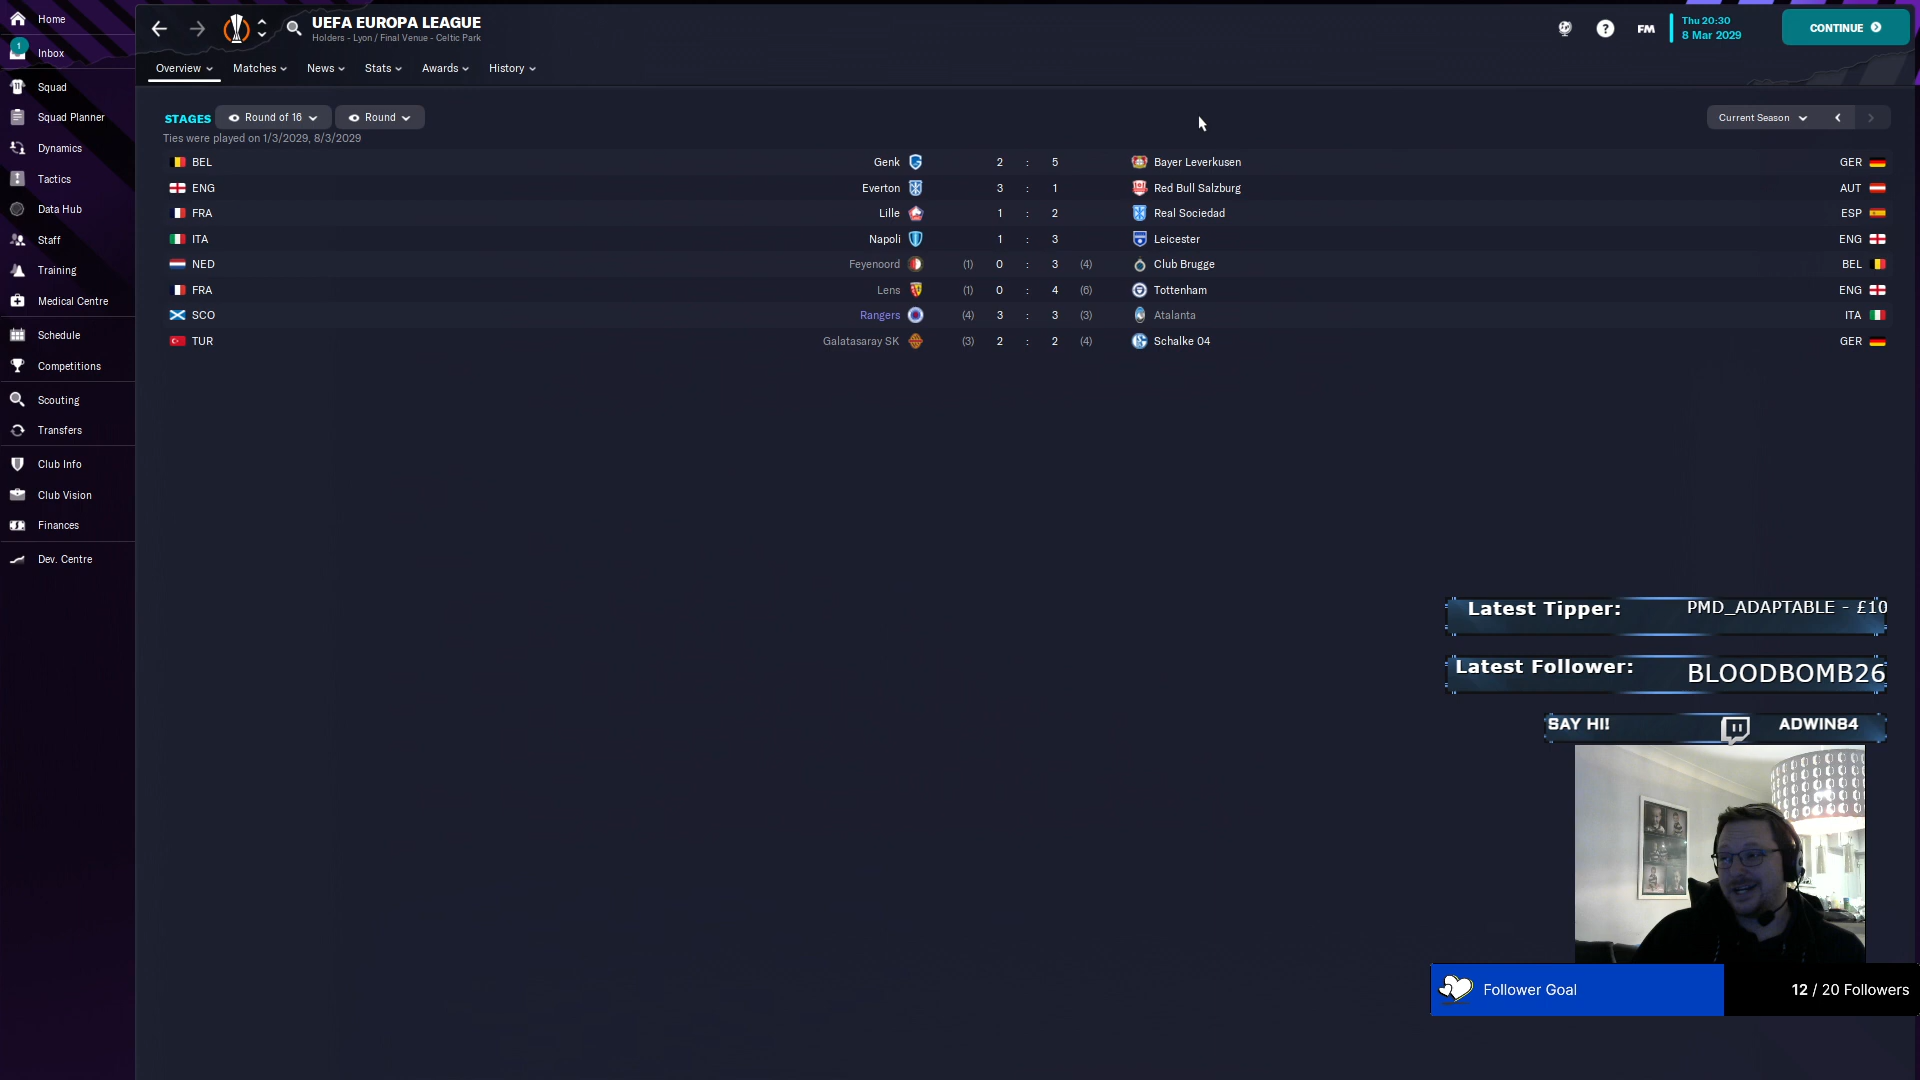 Home
1
Inbox
Squad
Squad Planner
Dynamics
Tactics
Data Hub
Staff
Training
Medical Centre
Schedule
Competitions
Scouting
Transfers
Club Info
Club Vision
Finances
Dev. Centre
UEFA EUROPA LEAGUE
Holders - Lyon / Final Venue - Celtic Park
? FM
Thu 20:30
8 Mar 2029
CONTINUE
Overview Matches News Stats Awards History
STAGES Round of 16 Round Current Season
Ties were played on 1/3/2029, 8/3/2029
BEL Genk 2 : 5 Bayer Leverkusen GER
ENG Everton 3 : 1 Red Bull Salzburg AUT
FRA Lille 1 : 2 Real Sociedad ESP
ITA Napoli 1 : 3 Leicester ENG
NED Feyenoord (1) 0 : 3 (4) Club Brugge BEL
FRA Lens (1) 0 : 4 (6) Tottenham ENG
SCO Rangers (4) 3 : 3 (3) Atalanta ITA
TUR Galatasaray SK (3) 2 : 2 (4) Schalke 04 GER
Latest Tipper: PMD_ADAPTABLE - £10
Latest Follower: BLOODBOMB26
SAY HI! ADWIN84
Follower Goal 12 / 20 Followers